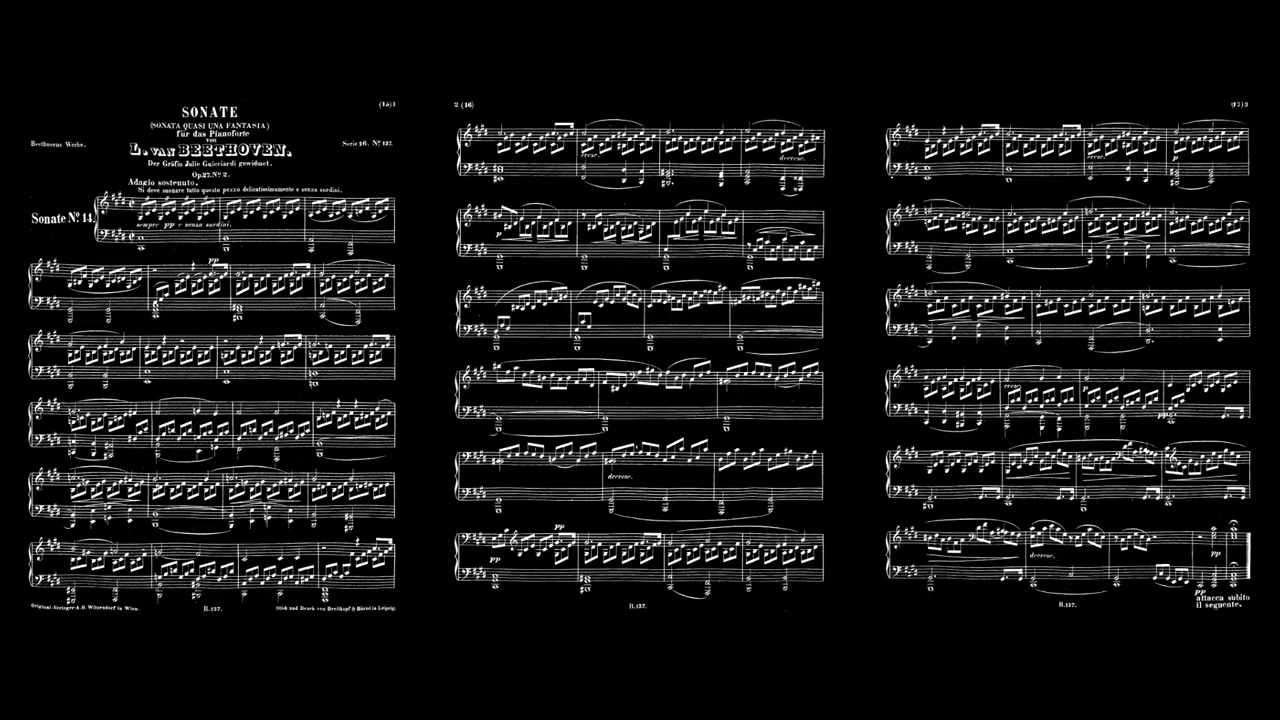 (15)1
SONATE
(SONATA QUASI UNA FANTASIA)
für das Pianoforte
von
L. VAN BEETHOVEN.
Beethovens Werke.
Serie 16. Nº 137.
Der Gräfin Julie Guicciardi gewidmet.
Op.27. Nº 2.
Adagio sostenuto.
Si deve suonare tutto questo pezzo delicatissimamente e senza sordini.
Sonate Nº 14.
sempre pp e senza sordini.
pp
Original-Verleger: A.O. Witzendorf in Wien.
B.137.
Stich und Druck von Breitkopf & Härtel in Leipzig.
2 (16)
cresc.
decresc.
p
decresc.
pp
pp
B.137.
(17)3
cresc.
p
cresc.
p
pp
decresc.
pp
pp
attacca subito
il seguente.
B.137.